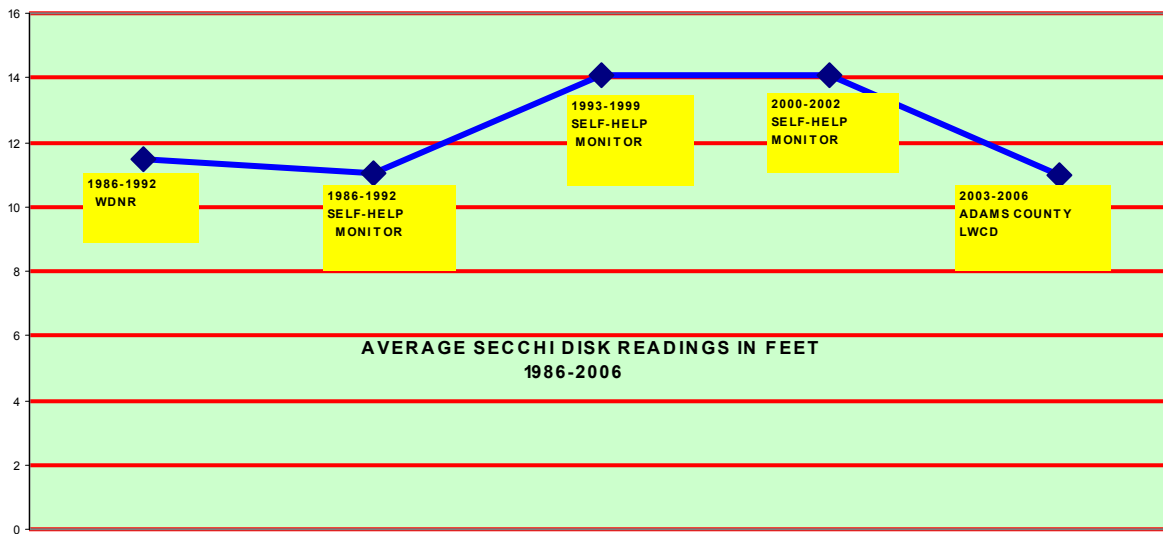 16
14
12
10
8
6
4
2
0
1986-1992
WDNR
1986-1992
SELF-HELP
MONITOR
1993-1999
SELF-HELP
MONITOR
2000-2002
SELF-HELP
MONITOR
2003-2006
ADAMS COUNTY
LWCD
AVERAGE SECCHI DISK READINGS IN FEET
1986-2006